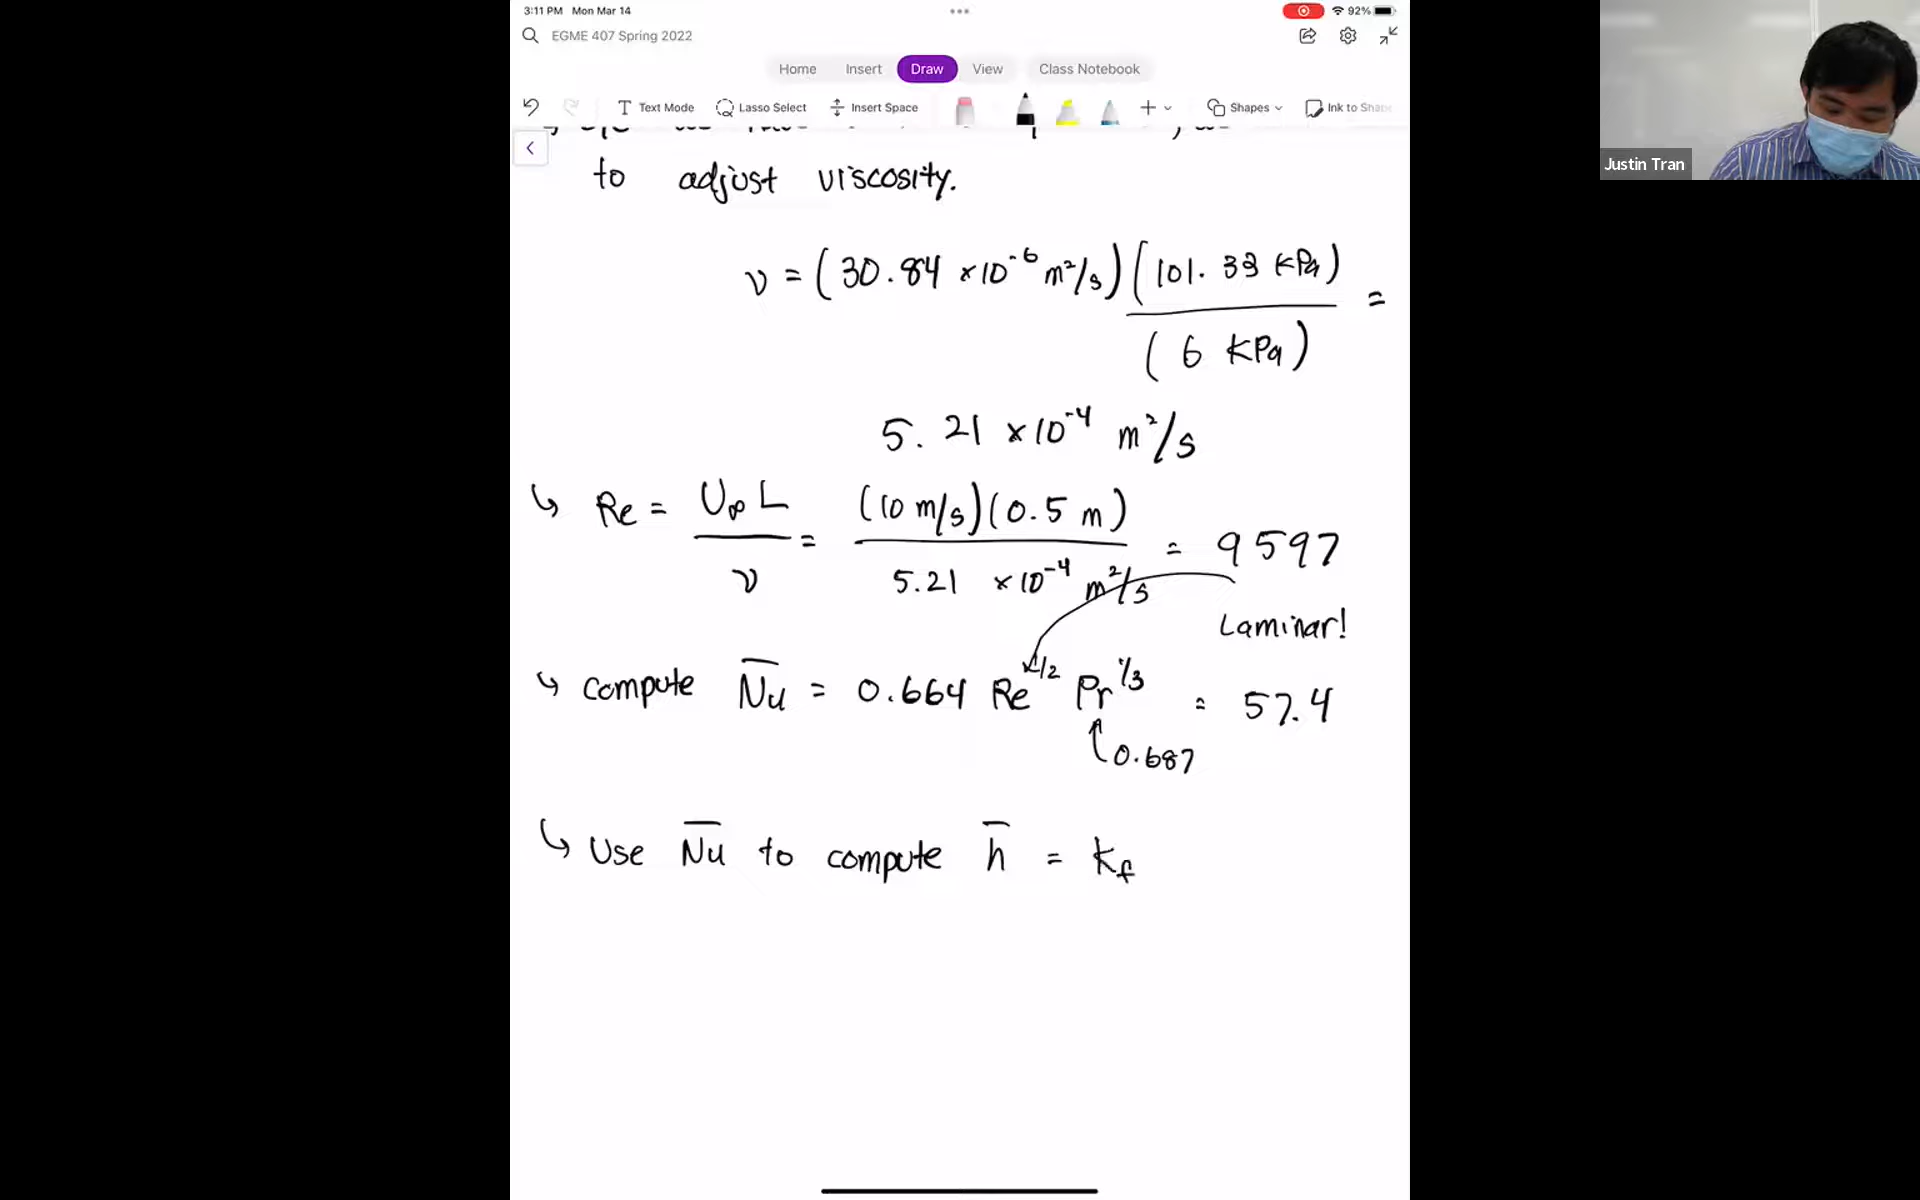 3:11 PM Mon Mar 14
92%
EGME 407 Spring 2022
Home Insert Draw View Class Notebook
Text Mode Lasso Select Insert Space Shapes Ink to Shape
Justin Tran
to adjust viscosity.
ν = (30.84 ×10⁻⁶ m²/s) (101.33 kPa) / (6 kPa) =
5.21 ×10⁻⁴ m²/s
↳ Re = U∞ L / ν = (10 m/s)(0.5 m) / 5.21 ×10⁻⁴ m²/s = 9597
Laminar!
↳ compute N̅u̅ = 0.664 Re^1/2 Pr^1/3 = 57.4
0.687
↳ Use N̅u̅ to compute h̅ = kf